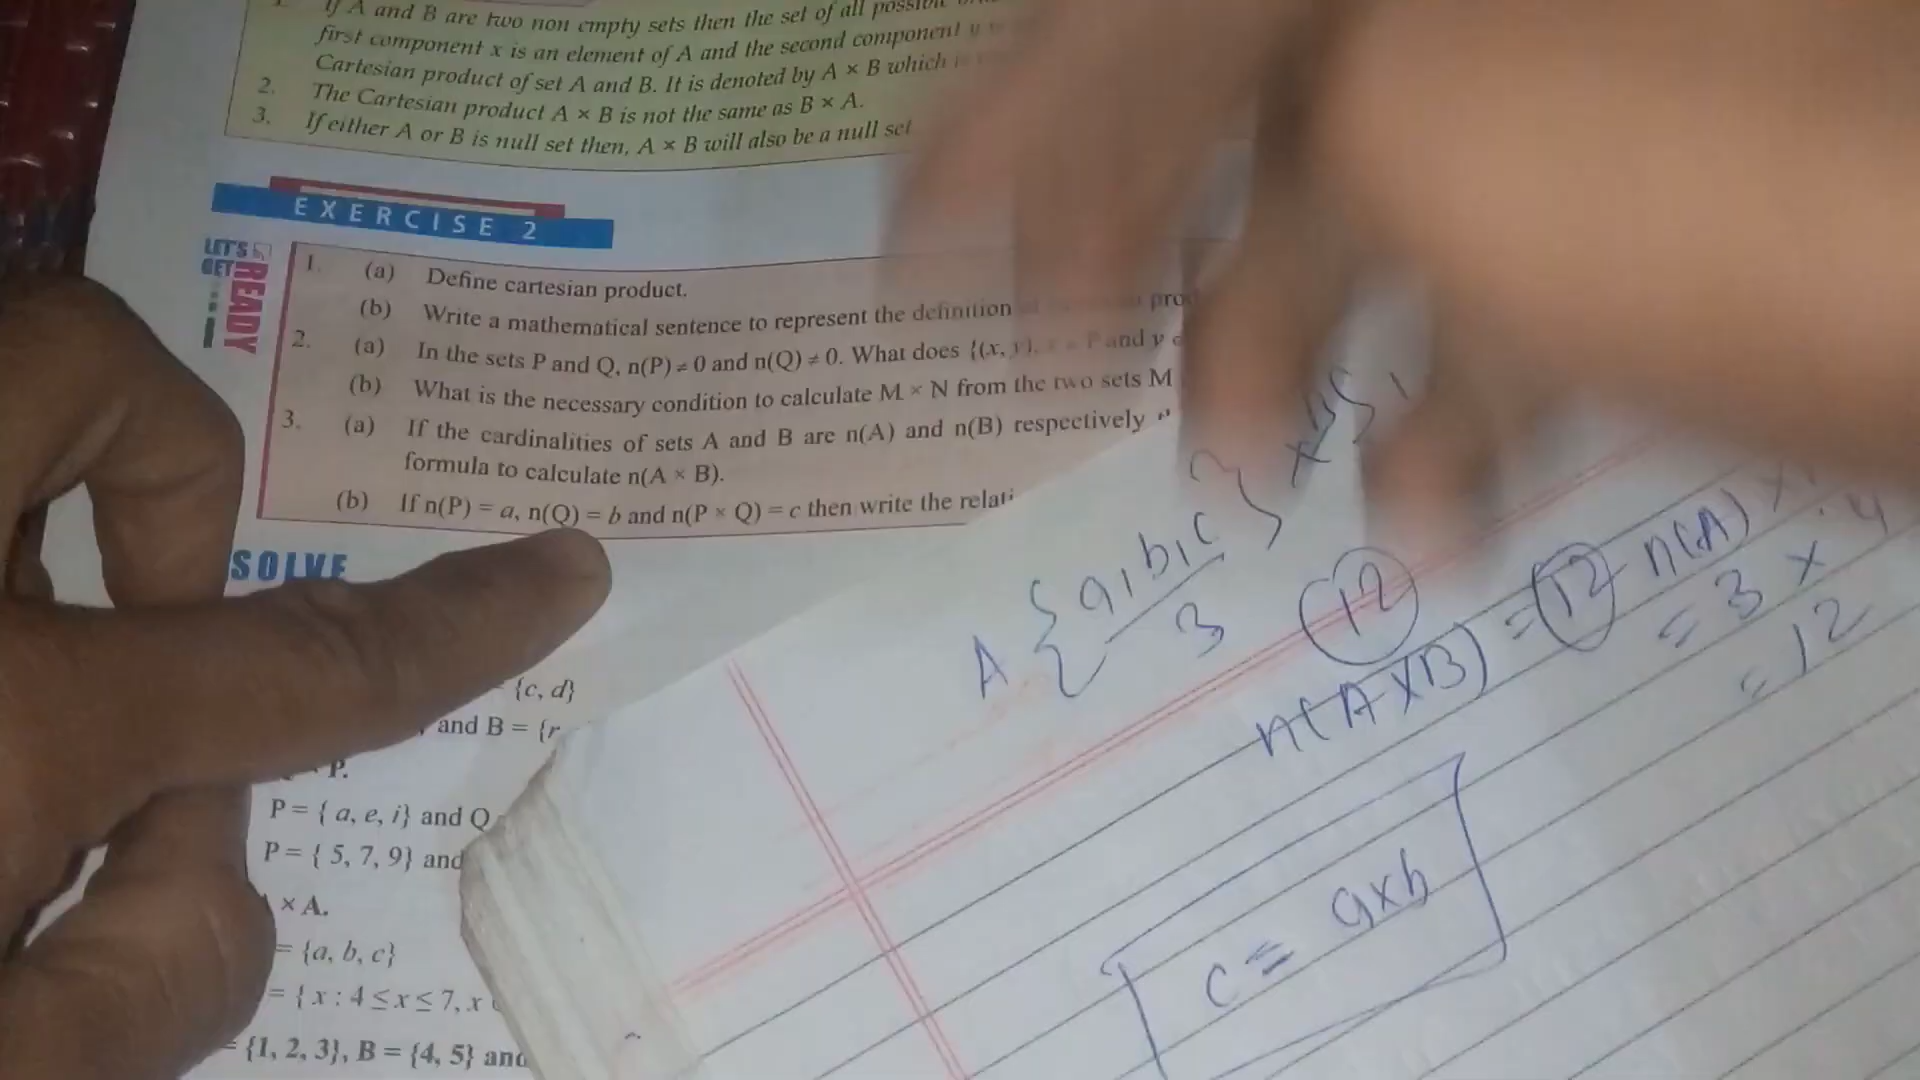 If A and B are two non empty sets then the set of all
first component x is an element of A and the second component y
Cartesian product of set A and B. It is denoted by A × B which
2. The Cartesian product A × B is not the same as B × A.
3. If either A or B is null set then, A × B will also be a null set
EXERCISE 2
LET'S GET READY
1. (a) Define cartesian product.
(b) Write a mathematical sentence to represent the definition
2. (a) In the sets P and Q, n(P) ≠ 0 and n(Q) ≠ 0. What does {(x, y), x P and y
(b) What is the necessary condition to calculate M × N from the two sets M
3. (a) If the cardinalities of sets A and B are n(A) and n(B) respectively
formula to calculate n(A × B).
(b) If n(P) = a, n(Q) = b and n(P × Q) = c then write the
SOLVE
{c, d}
and B = {r
P.
P = { a, e, i} and Q
P = { 5, 7, 9} and
× A.
= {a, b, c}
= {x : 4 ≤ x ≤ 7, x
= {1, 2, 3}, B = {4, 5} and
A {a, b, c}
3
12
n(A×B) = 12 n(A) ×
= 3 × 4
= 12
c = a×b